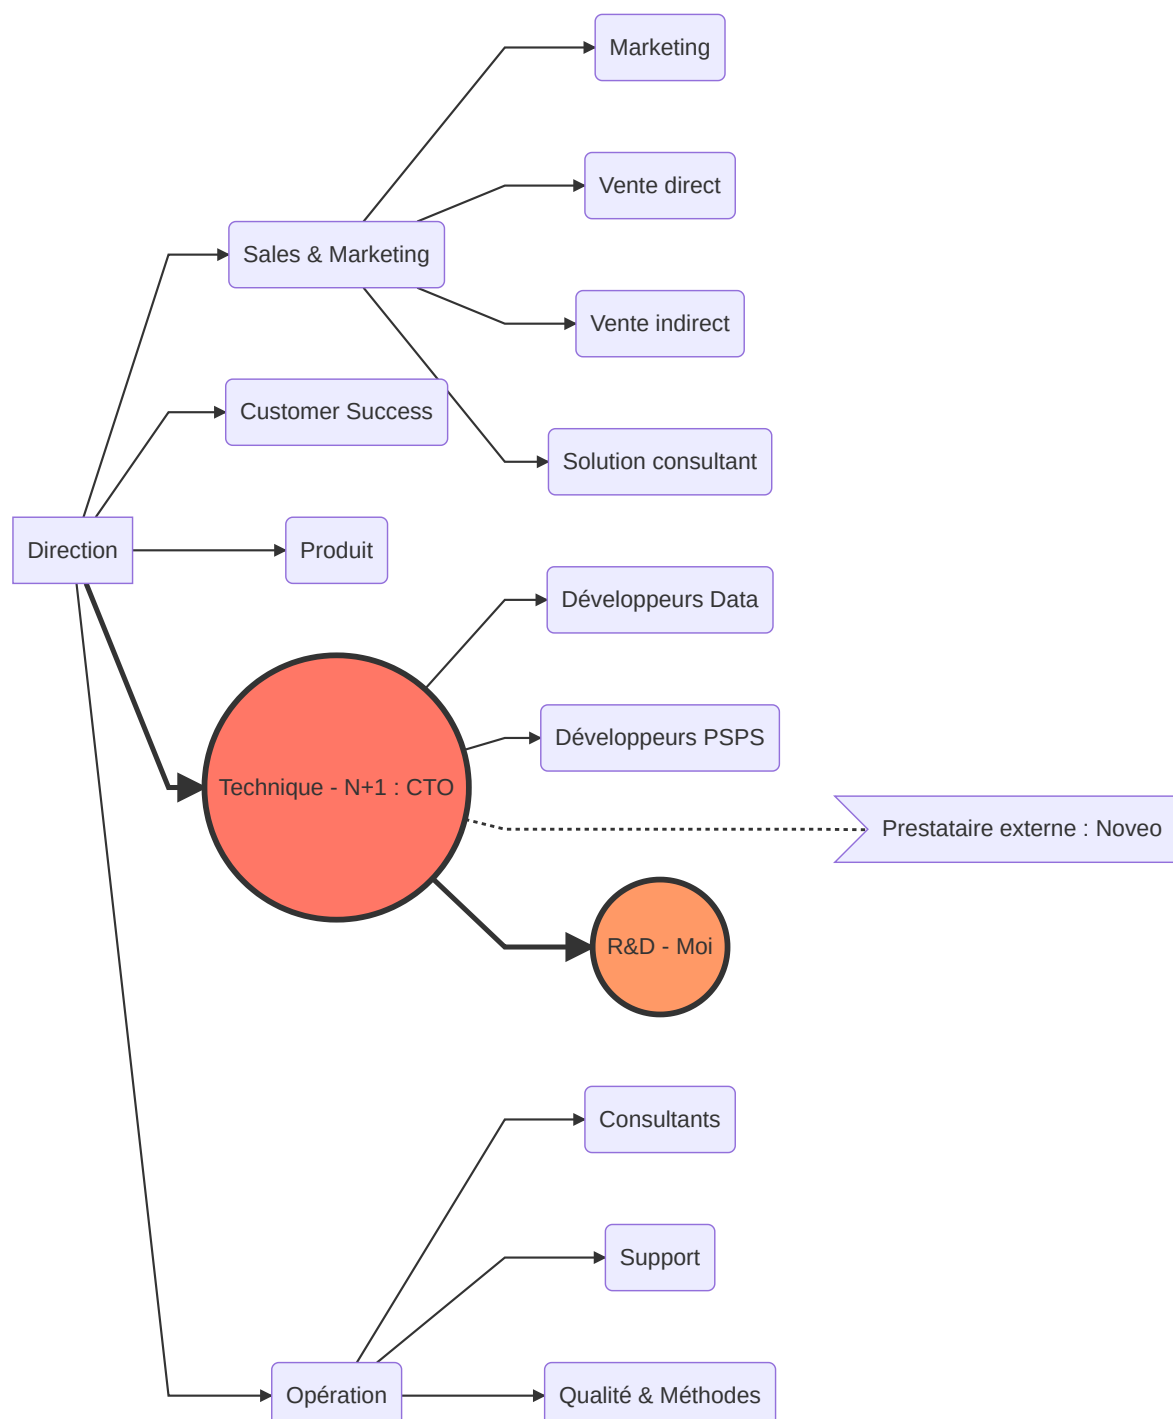 Marketing
Vente direct
Sales & Marketing
Vente indirect
Customer Success
Solution consultant
Direction
Produit
Développeurs Data
Développeurs PSPS
Technique - N+1 : CTO
Prestataire externe : Noveo
R&D - Moi
Consultants
Support
Opération
Qualité & Méthodes